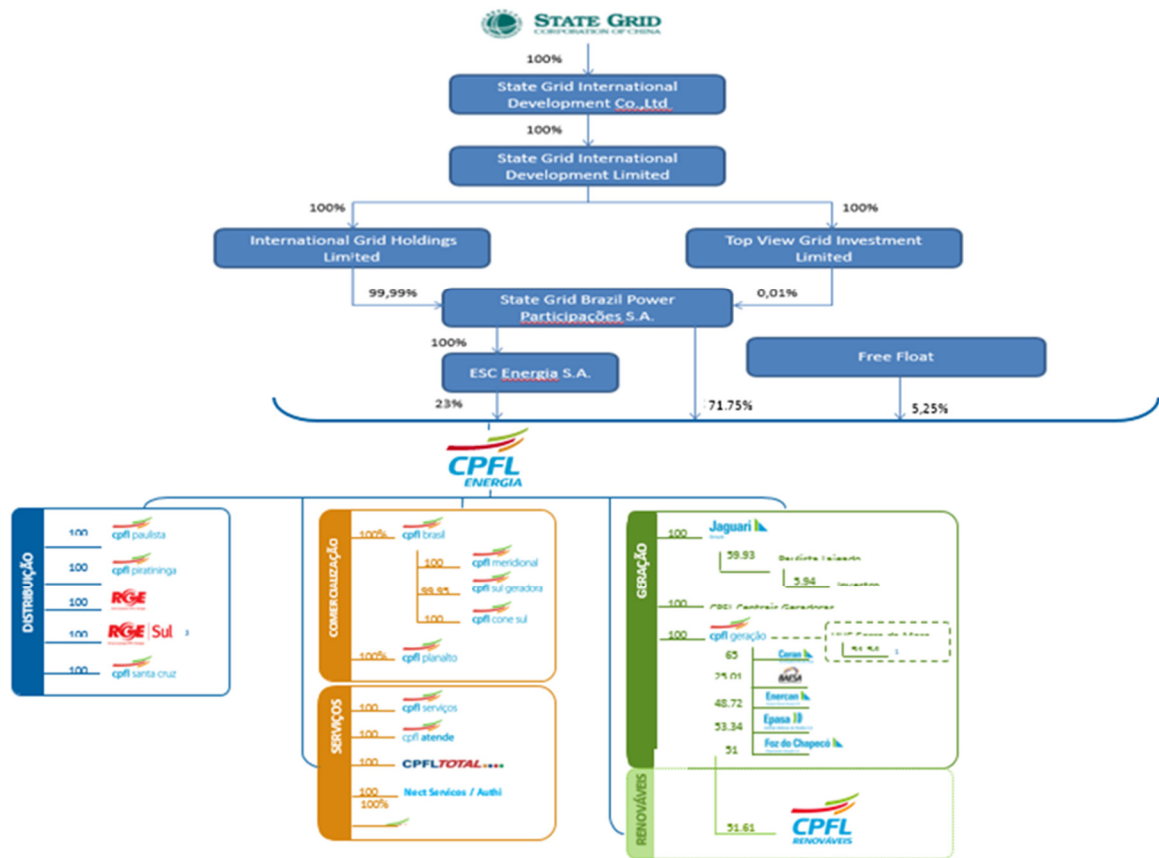 STATE GRID
CORPORATION OF CHINA
100%
State Grid International
Development Co.,Ltd
100%
State Grid International
Development Limited
100%
100%
International Grid Holdings
Limited
Top View Grid Investment
Limited
99,99%
0,01%
State Grid Brazil Power
Participações S.A.
100%
ESC Energia S.A.
Free Float
23%
71.75%
5,25%
CPFL
ENERGIA
DISTRIBUIÇÃO
100
cpfl paulista
100
cpfl piratininga
100
RGE
100
RGE Sul
100
cpfl santa cruz
COMERCIALIZAÇÃO
100%
cpfl brasil
100
cpfl meridional
99.95
cpfl sul geradora
100
cpfl cone sul
100%
cpfl planalto
SERVIÇOS
100
cpfl serviços
100
cpfl atende
100
CPFL TOTAL
100
Nect Servicos / Authi
100%
GERAÇÃO
100
Jaguari
59.93
5.94
100
CPFL Centrais Geradoras
100
cpfl geração
65
Ceran
25.01
BAESA
48.72
Enercan
53.34
Epasa
51
Foz do Chapecó
RENOVÁVEIS
51.61
CPFL
RENOVÁVEIS